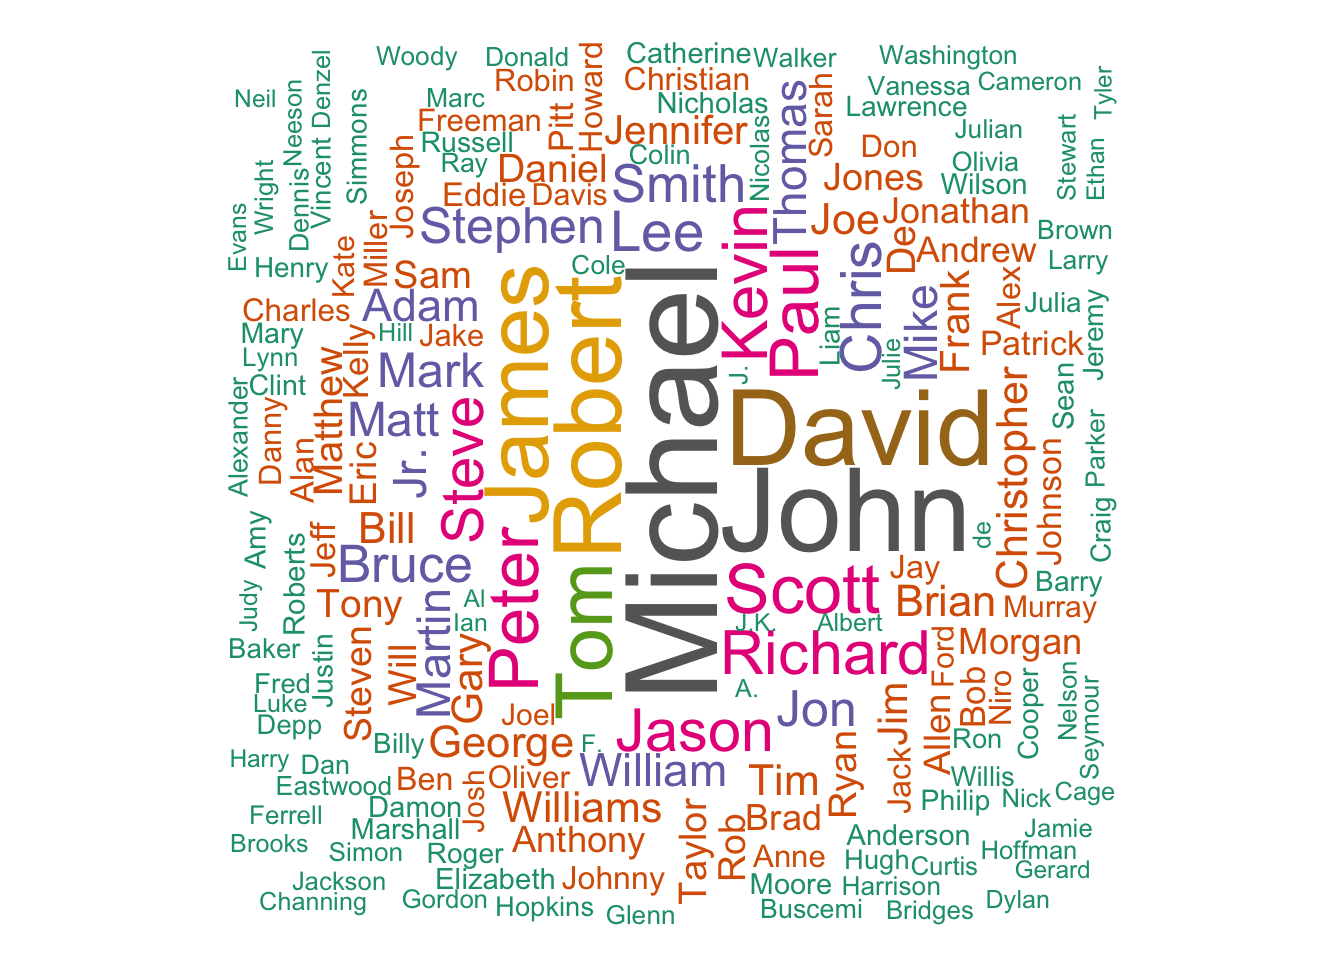 Woody
Donald
Catherine
Walker
Washington
Neil
Neeson
Denzel
Simmons
Marc
Robin
Howard
Christian
Vanessa
Cameron
Tyler
Freeman
Pitt
Nicholas
Thomas
Sarah
Lawrence
Russell
Jennifer
Julian
Stewart
Ethan
Ray
Daniel
Colin
Nicolass
Don
Olivia
Evans
Wright
Dennis
Vincent
Joseph
Eddie
Davis
Smith
Jones
Wilson
Stephen
Lee
Kevin
Joe
Jonathan
Brown
Henry
Kate
Miller
Sam
Cole
Paul
Chris
De
Andrew
Larry
Charles
Adam
James
Robert
Michael
Liam
Mike
Frank
Alex
Julia
Jeremy
Mary
Hill
Jake
Patrick
Lynn
Kelly
Mark
J.
Julie
Sean
Clint
Matthew
Matt
Steve
David
Christopher
Parker
Alexander
Danny
Alan
Eric
Jr.
John
Johnson
Amy
Jeff
Bill
Peter
de
Craig
Judy
Roberts
Bruce
Tom
Scott
Jay
Barry
Tony
Martin
Al
Brian
Murray
Baker
Justin
Steven
Will
Gary
Ian
J.K.
Albert
Richard
Ford
Morgan
Fred
Luke
Depp
A.
Jon
Jim
Allen
Bob
Niro
Cooper
Nelson
Seymour
Billy
George
Joel
F.
Jason
Ron
Harry
Dan
Eastwood
Ben
Josh
Oliver
William
Tim
Ryan
Jack
Willis
Cage
Ferrell
Damon
Williams
Taylor
Rob
Brad
Philip
Nick
Brooks
Marshall
Anthony
Anderson
Jamie
Simon
Roger
Anne
Hugh
Curtis
Hoffman
Gerard
Jackson
Elizabeth
Johnny
Moore
Harrison
Channing
Gordon
Hopkins
Glenn
Buscemi
Bridges
Dylan